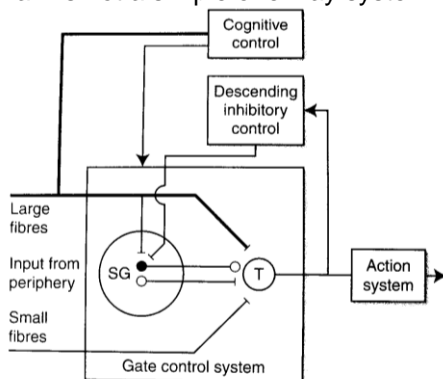 Cognitive
control
Descending
inhibitory
control
Large
fibres
Input from
periphery
SG
T
Action
system
Small
fibres
Gate control system